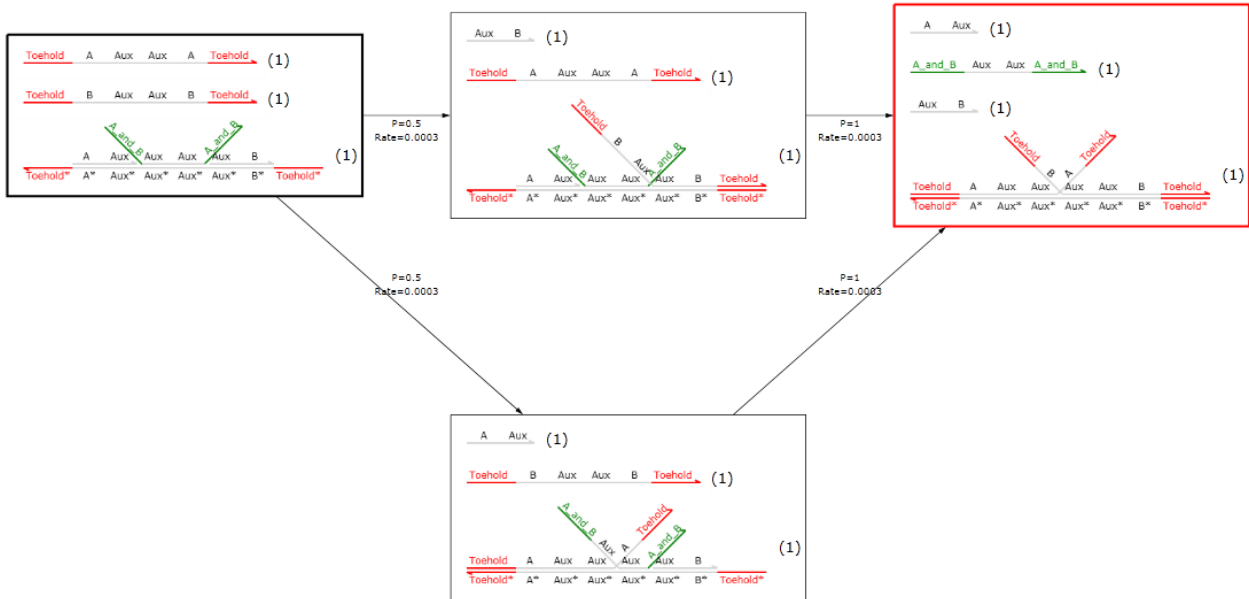 Toehold A Aux Aux A Toehold (1)
Toehold B Aux Aux B Toehold (1)
A_and_B A_and_B
A Aux Aux Aux Aux B (1)
Toehold* A* Aux* Aux* Aux* Aux* B* Toehold*
P=0.5
Rate=0.0003
Aux B (1)
Toehold A Aux Aux A Toehold (1)
Toehold B Aux
A_and_B A_and_B
A Aux Aux Aux Aux B Toehold (1)
Toehold* A* Aux* Aux* Aux* Aux* B* Toehold*
P=1
Rate=0.0003
A Aux (1)
A_and_B Aux Aux A_and_B (1)
Aux B (1)
Toehold B A Toehold
Toehold A Aux Aux Aux Aux B Toehold (1)
Toehold* A* Aux* Aux* Aux* Aux* B* Toehold*
P=0.5
Rate=0.0003
P=1
Rate=0.0003
A Aux (1)
Toehold B Aux Aux B Toehold (1)
A_and_B Aux A Toehold
A_and_B
Toehold A Aux Aux Aux Aux B (1)
Toehold* A* Aux* Aux* Aux* Aux* B* Toehold*